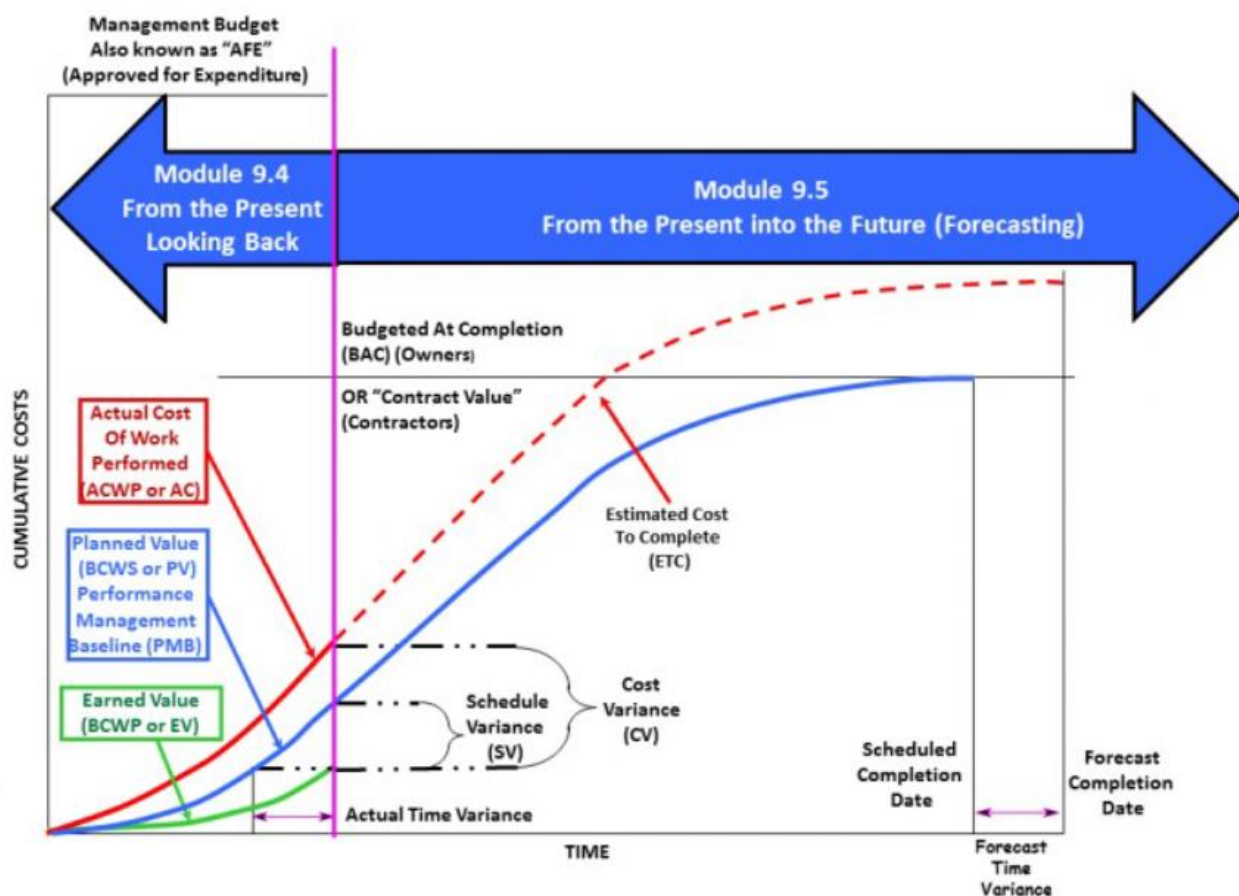 Management Budget
Also known as "AFE"
(Approved for Expenditure)
Module 9.4
From the Present
Looking Back
Module 9.5
From the Present into the Future (Forecasting)
Budgeted At Completion
(BAC) (Owners)
OR "Contract Value"
(Contractors)
CUMULATIVE COSTS
Actual Cost
Of Work
Performed
(ACWP or AC)
Planned Value
(BCWS or PV)
Performance
Management
Baseline (PMB)
Earned Value
(BCWP or EV)
Estimated Cost
To Complete
(ETC)
Schedule
Variance
(SV)
Cost
Variance
(CV)
Scheduled
Completion
Date
Forecast
Completion
Date
Actual Time Variance
TIME
Forecast
Time
Variance